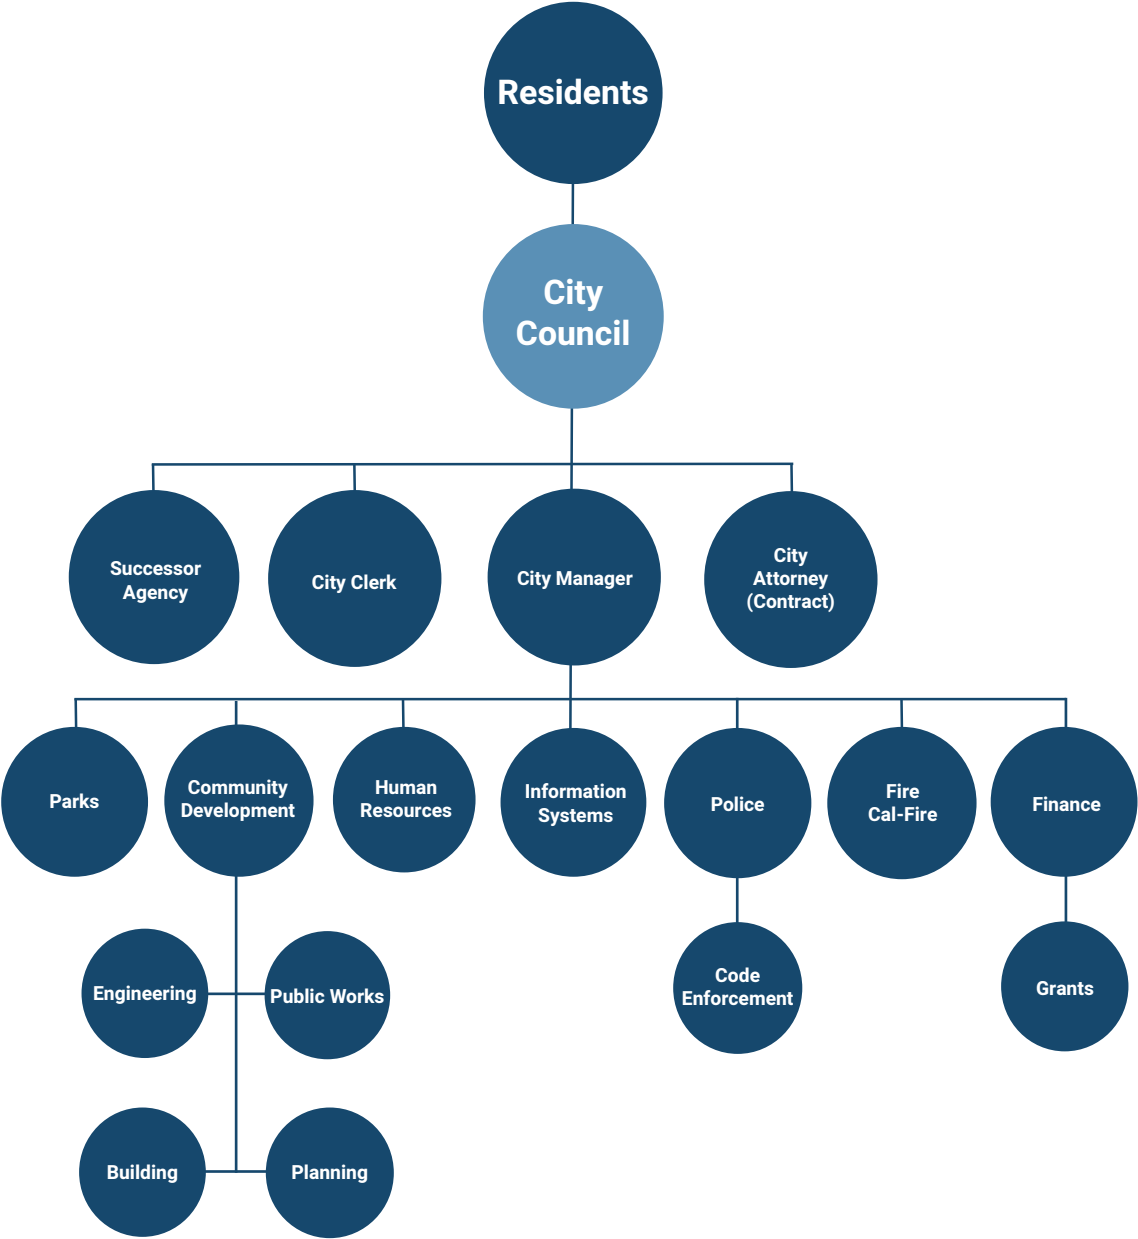 Residents
City
Council
Successor
Agency
City Clerk
City Manager
City
Attorney
(Contract)
Parks
Community
Development
Human
Resources
Information
Systems
Police
Fire
Cal-Fire
Finance
Engineering
Public Works
Code
Enforcement
Grants
Building
Planning